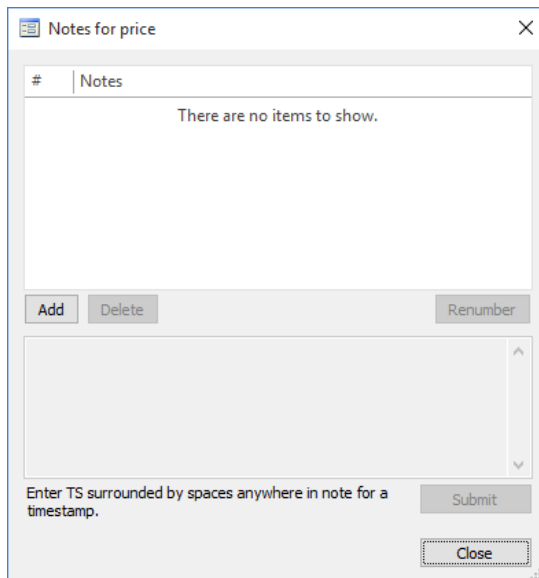 Notes for price
# Notes
There are no items to show.
Add Delete Renumber
Enter TS surrounded by spaces anywhere in note for a
timestamp.
Submit
Close